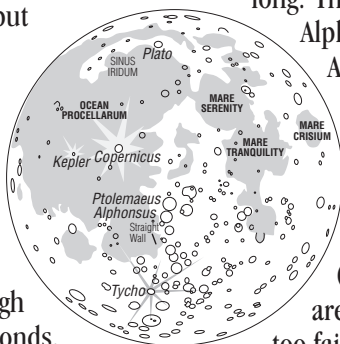 out
long. Th
Alph
A
Plato
SINUS
IRIDUM
OCEAN
PROCELLARUM
MARE
SERENITY
MARE
CRISIUM
MARE
TRANQUILITY
Kepler Copernicus
Ptolemaeus
Alphonsus
Straight
Wall
Tycho
gh
onds
are
too fai